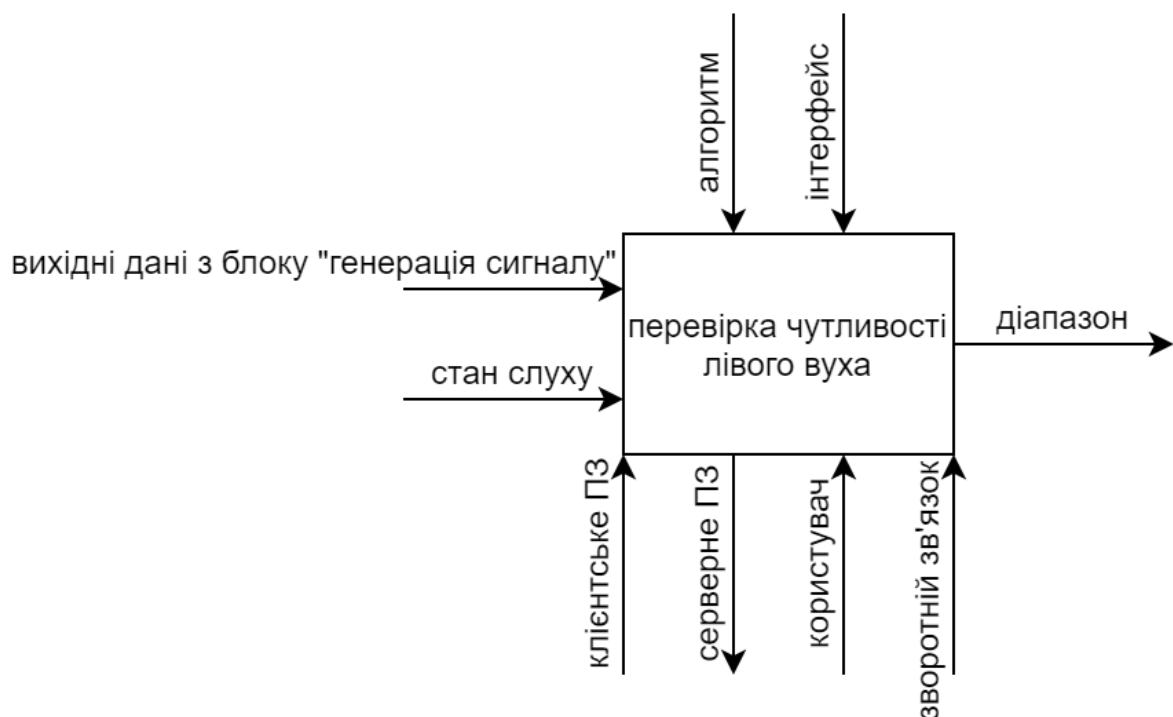 алгоритм
інтерфейс
вихідні дані з блоку "генерація сигналу"
перевірка чутливості
лівого вуха
діапазон
стан слуху
клієнтське ПЗ
серверне ПЗ
користувач
зворотній зв'язок